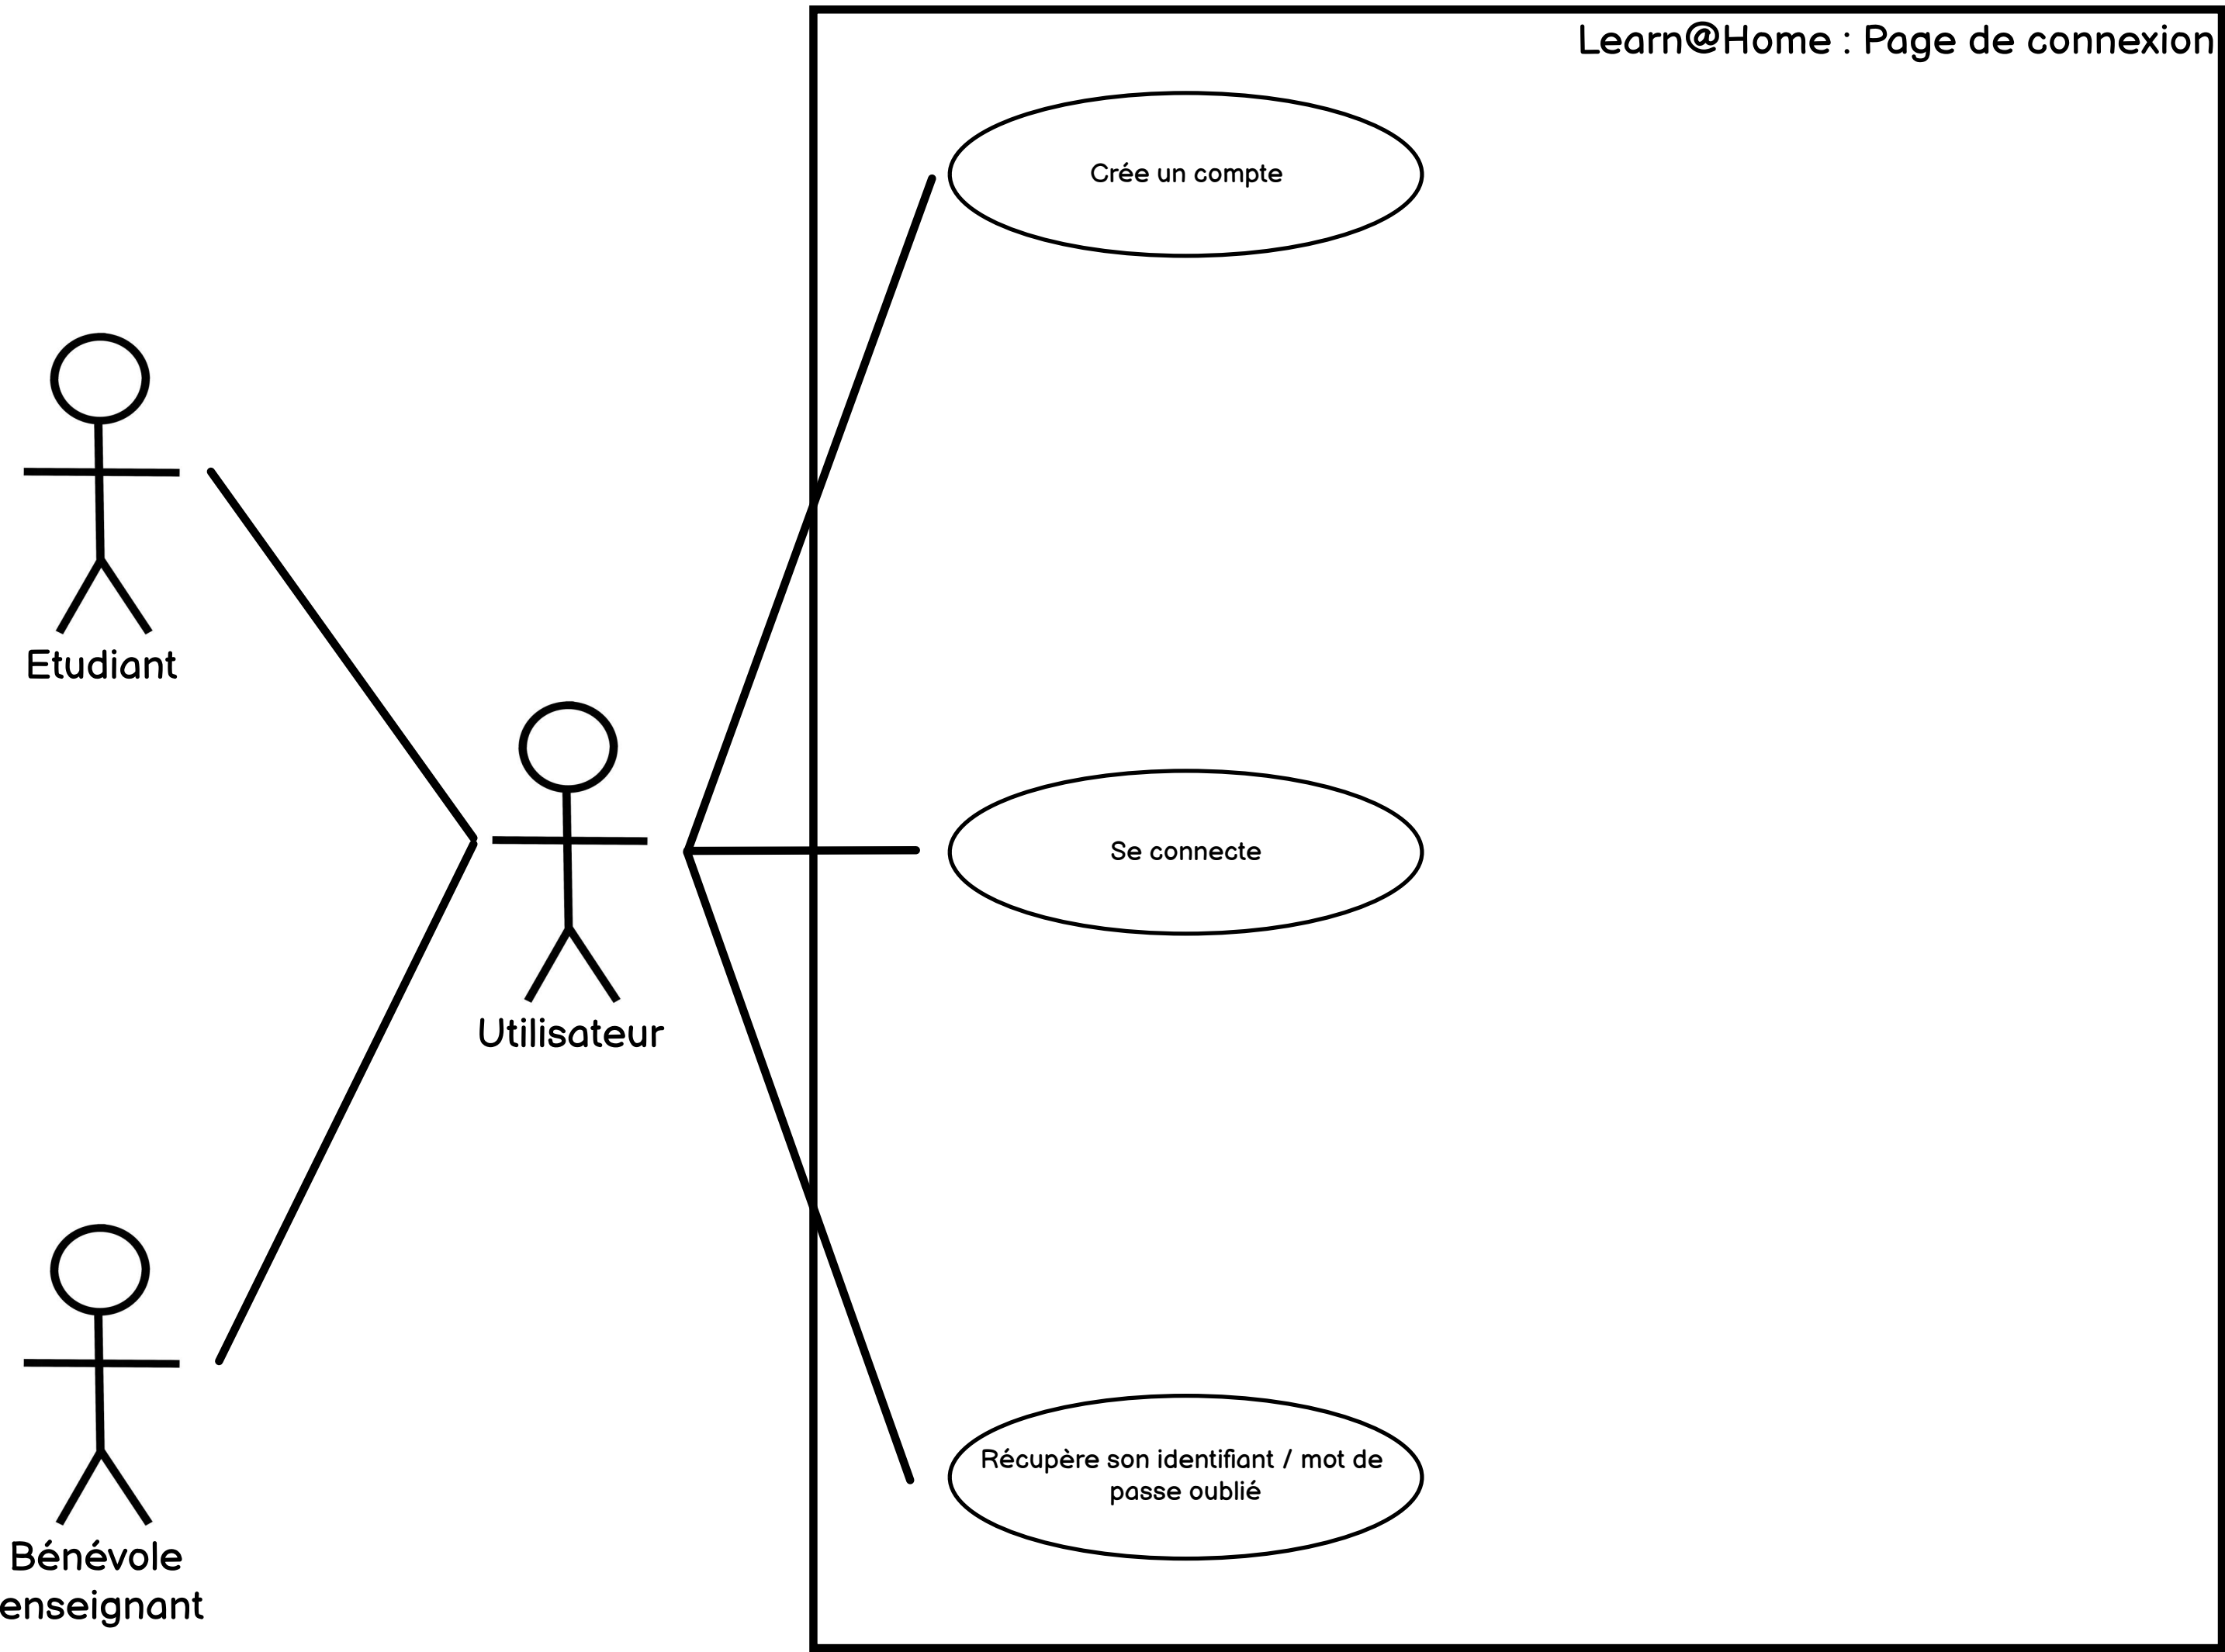 Learn@Home : Page de connexion
Crée un compte
Etudiant
Se connecte
Utilisateur
Récupère son identifiant / mot de
passe oublié
Bénévole
enseignant